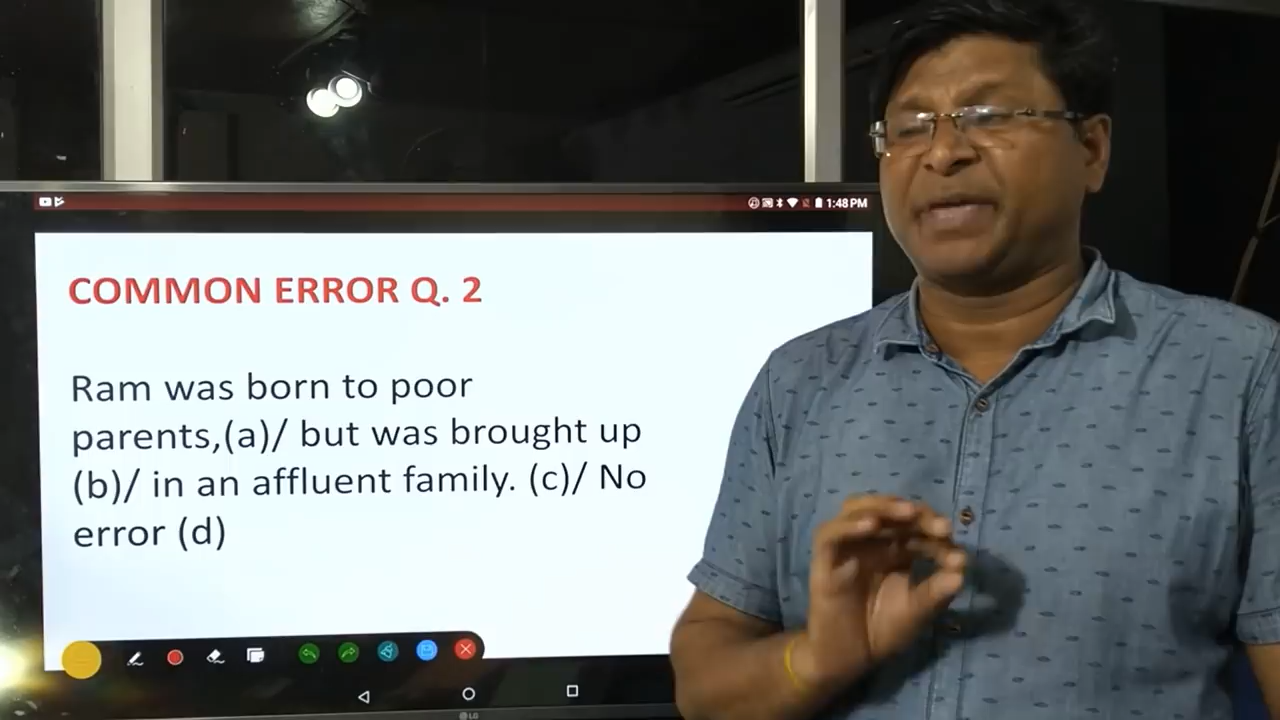 1:48 PM
COMMON ERROR Q. 2
Ram was born to poor
parents,(a)/ but was brought up
(b)/ in an affluent family. (c)/ No
error (d)
LG